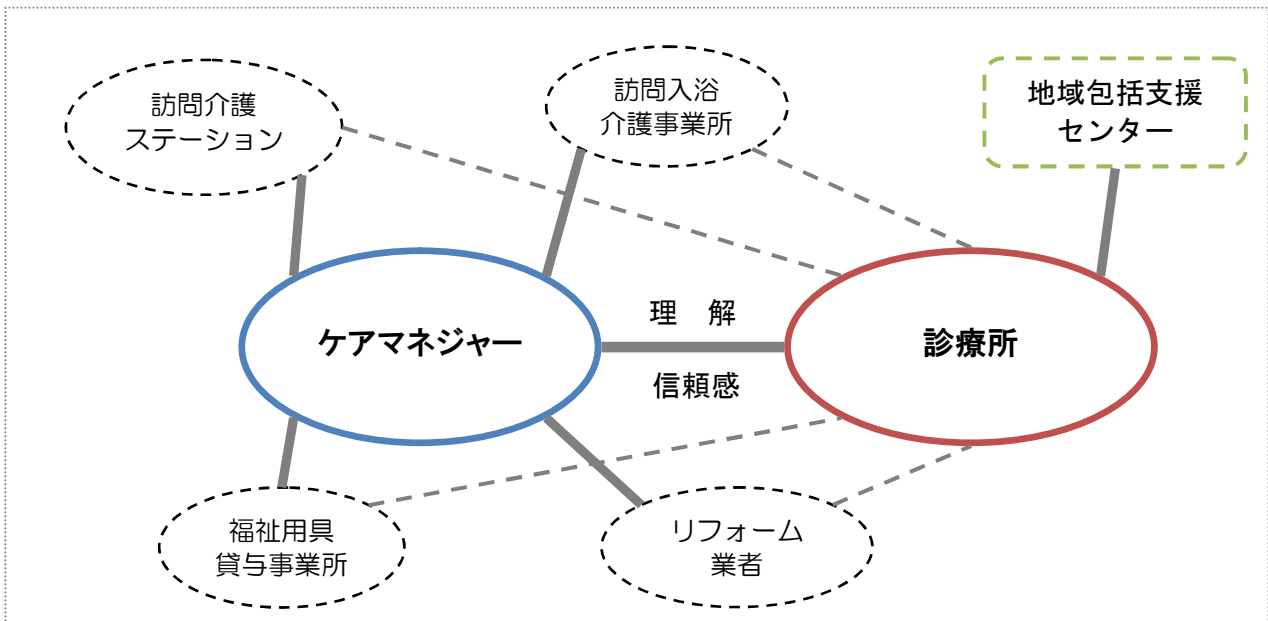 訪問介護
ステーション
訪問入浴
介護事業所
地域包括支援
センター
ケアマネジャー
理　解
信頼感
診療所
福祉用具
貸与事業所
リフォーム
業者